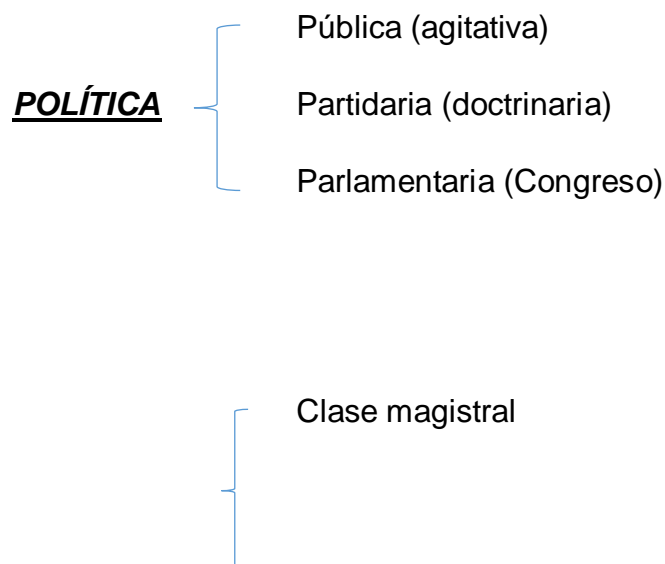 Pública (agitativa)
POLÍTICA
Partidaria (doctrinaria)
Parlamentaria (Congreso)
Clase magistral